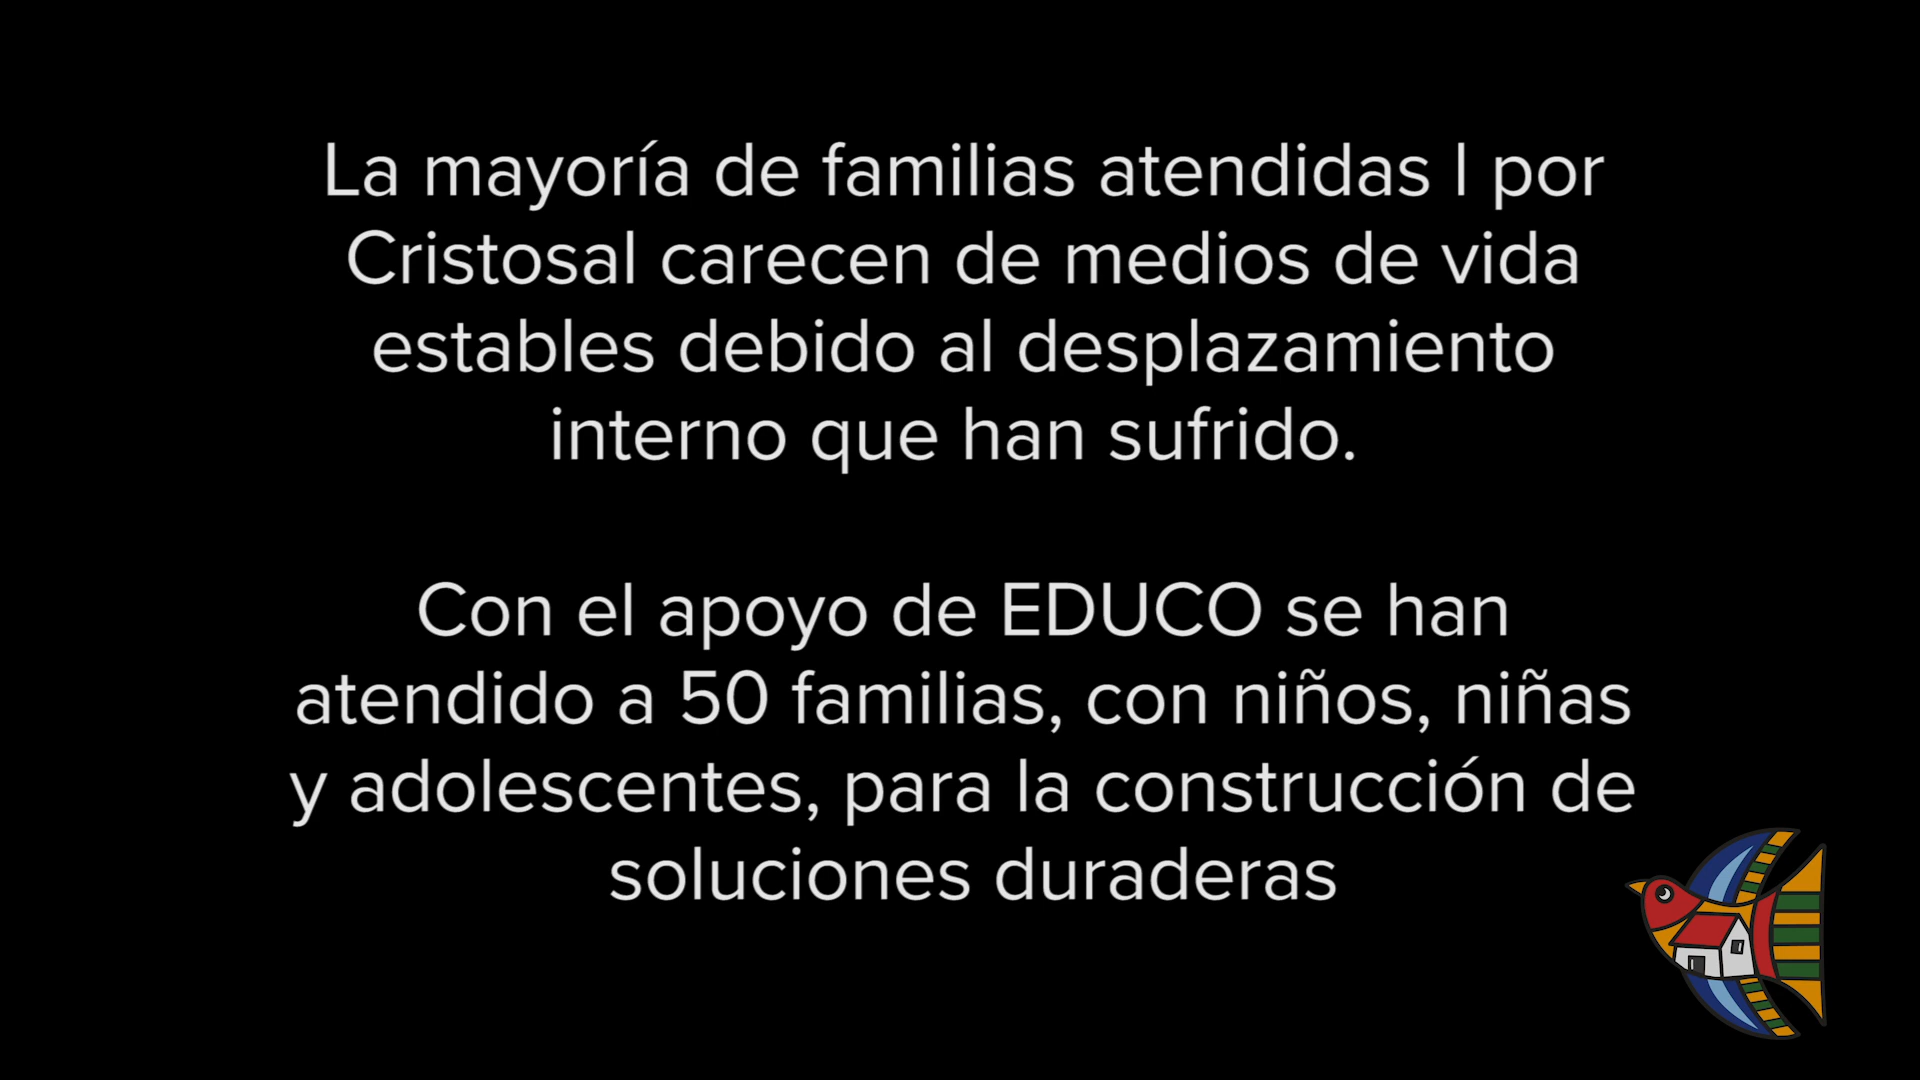 La mayoría de familias atendidas l por
Cristosal carecen de medios de vida
estables debido al desplazamiento
interno que han sufrido.
Con el apoyo de EDUCO se han
atendido a 50 familias, con niños, niñas
y adolescentes, para la construcción de
soluciones duraderas